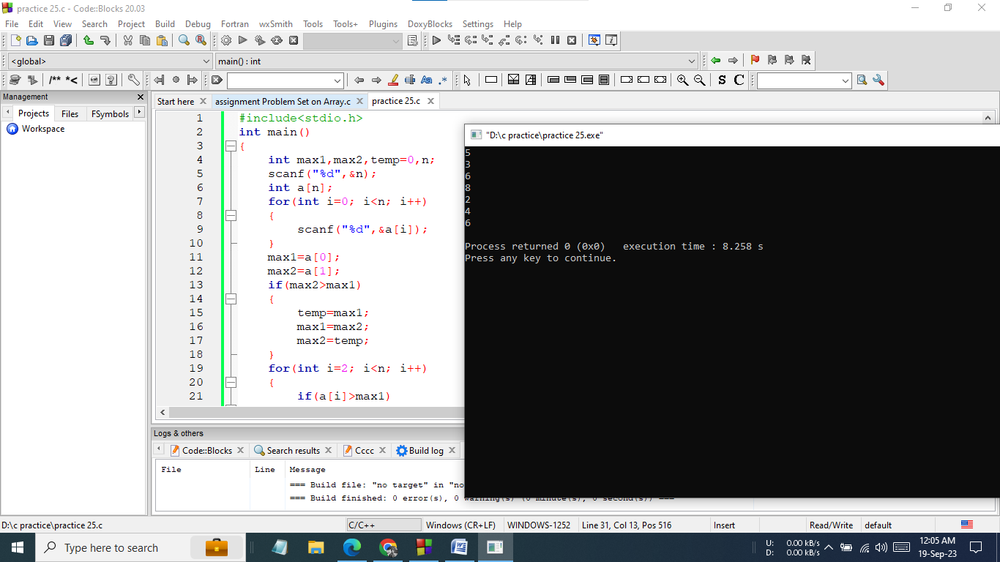 practice 25.c - Code::Blocks 20.03
File Edit View Search Project Build Debug Fortran wxSmith Tools Tools+ Plugins DoxyBlocks Settings Help
<global> main() : int
/** *< Aa .* S C
Management
Projects Files FSymbols
Workspace
Start here assignment Problem Set on Array.c practice 25.c
1 #include<stdio.h>
2 int main()
3 {
4 int max1,max2,temp=0,n;
5 scanf("%d",&n);
6 int a[n];
7 for(int i=0; i<n; i++)
8 {
9 scanf("%d",&a[i]);
10 }
11 max1=a[0];
12 max2=a[1];
13 if(max2>max1)
14 {
15 temp=max1;
16 max1=max2;
17 max2=temp;
18 }
19 for(int i=2; i<n; i++)
20 {
21 if(a[i]>max1)
"D:\c practice\practice 25.exe"
5
3
6
8
2
4
6
Process returned 0 (0x0) execution time : 8.258 s
Press any key to continue.
Logs & others
Code::Blocks Search results Cccc Build log
File Line Message
=== Build file: "no target" in "no
=== Build finished: 0 error(s), 0 warning(s) (0 minute(s), 0 second(s)) ===
D:\c practice\practice 25.c C/C++ Windows (CR+LF) WINDOWS-1252 Line 31, Col 13, Pos 516 Insert Read/Write default
Type here to search
U: 0.00 kB/s
D: 0.00 kB/s
12:05 AM
19-Sep-23